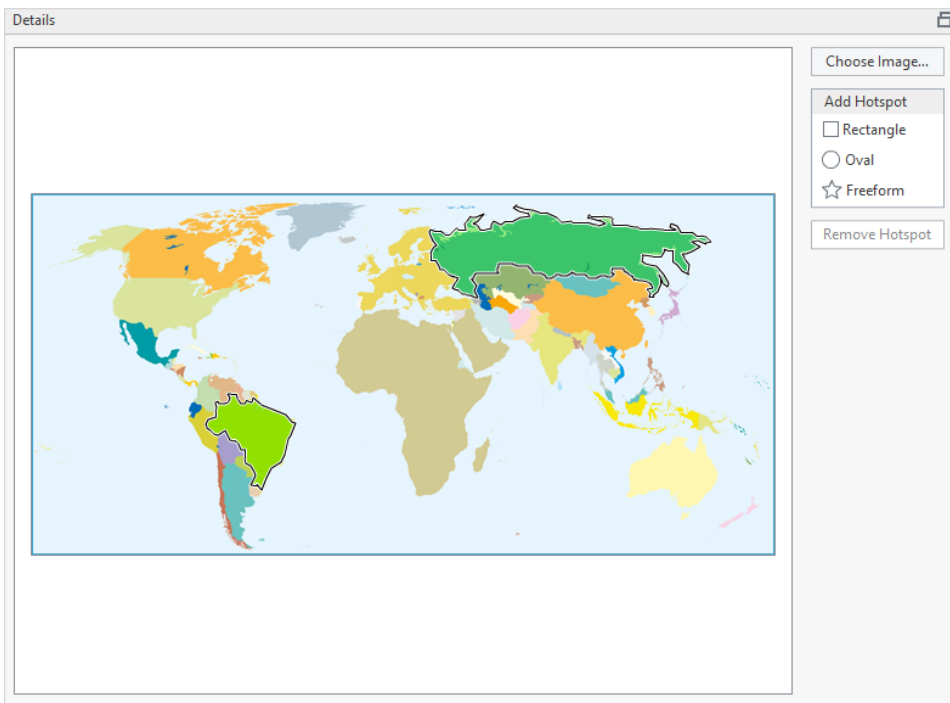 Details
Choose Image...
Add Hotspot
Rectangle
Oval
Freeform
Remove Hotspot